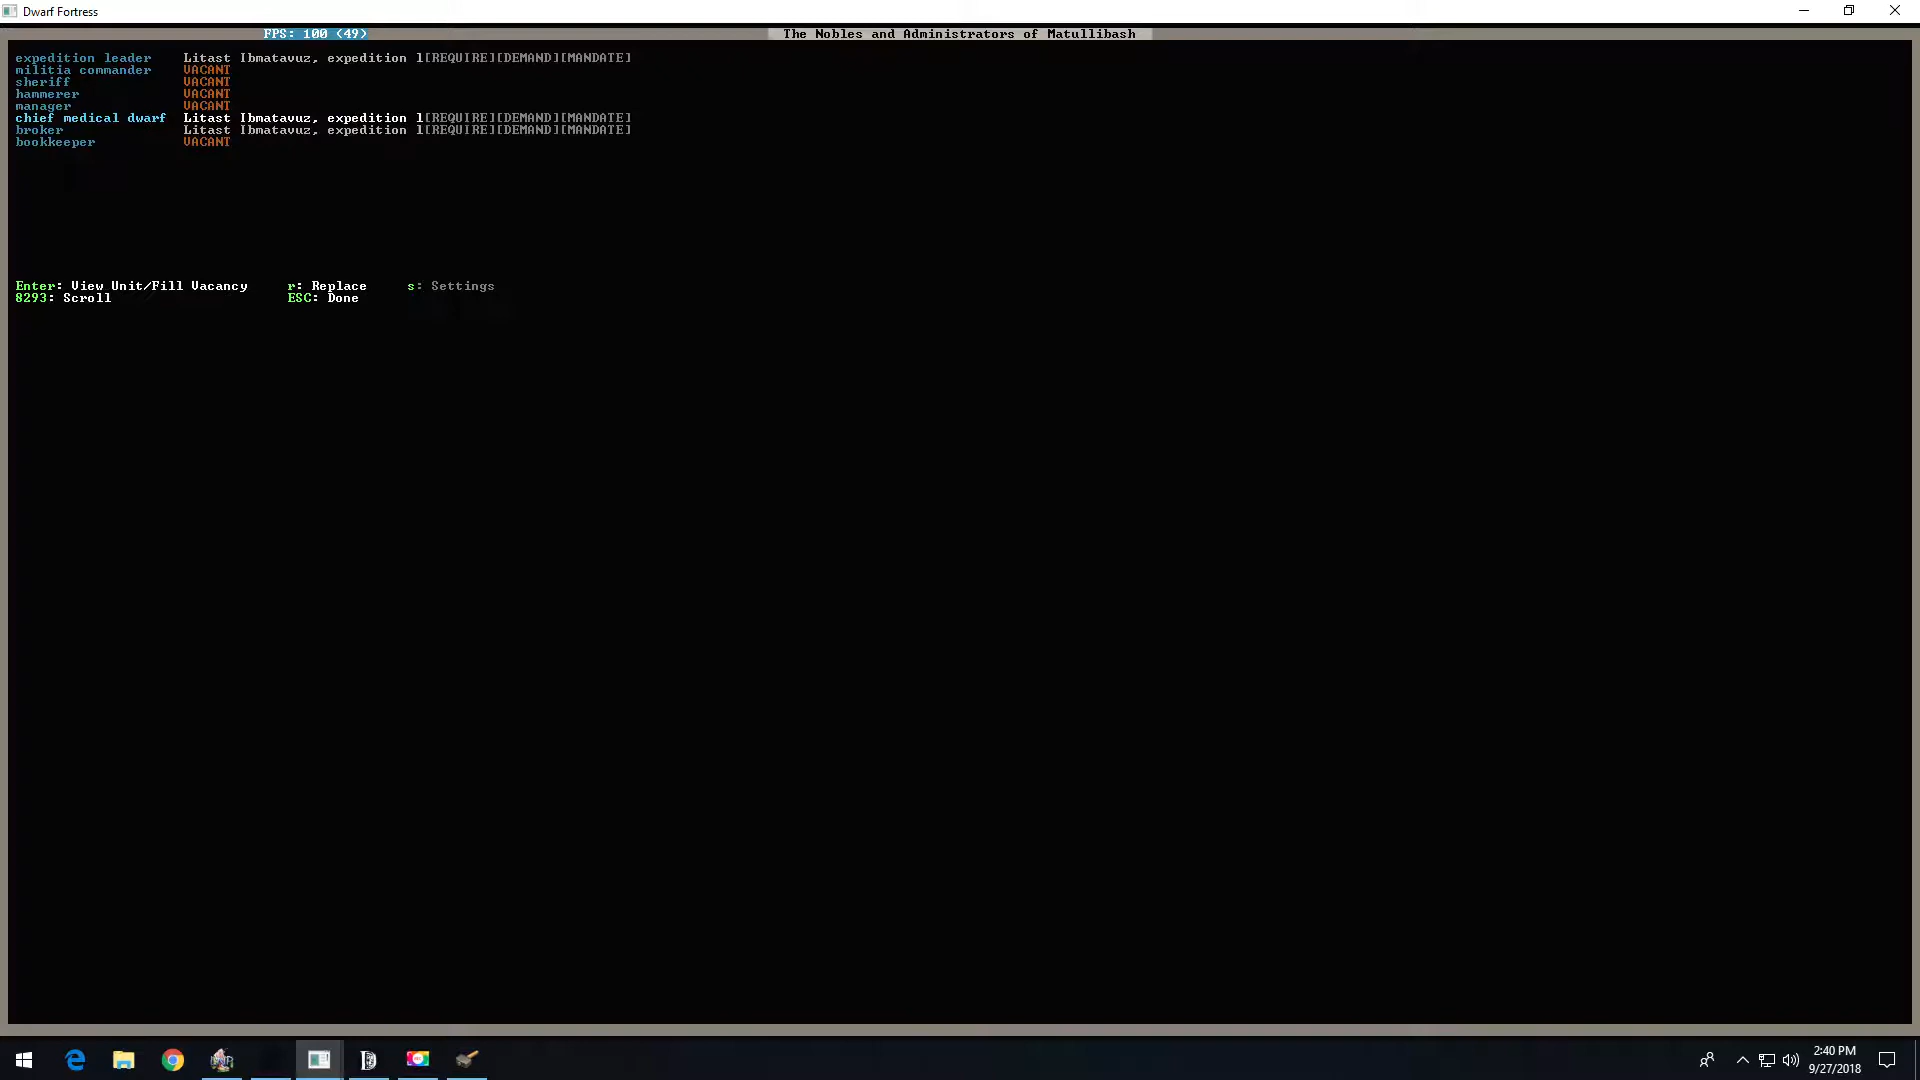 Dwarf Fortress
FPS: 100 (49)
The Nobles and Administrators of Matullibash
expedition leader Litast Ibmatavuz, expedition l[REQUIRE][DEMAND][MANDATE]
militia commander VACANT
sheriff VACANT
hammerer VACANT
manager VACANT
chief medical dwarf Litast Ibmatavuz, expedition l[REQUIRE][DEMAND][MANDATE]
broker Litast Ibmatavuz, expedition l[REQUIRE][DEMAND][MANDATE]
bookkeeper VACANT
Enter: View Unit/Fill Vacancy r: Replace s: Settings
8293: Scroll ESC: Done
2:40 PM
9/27/2018